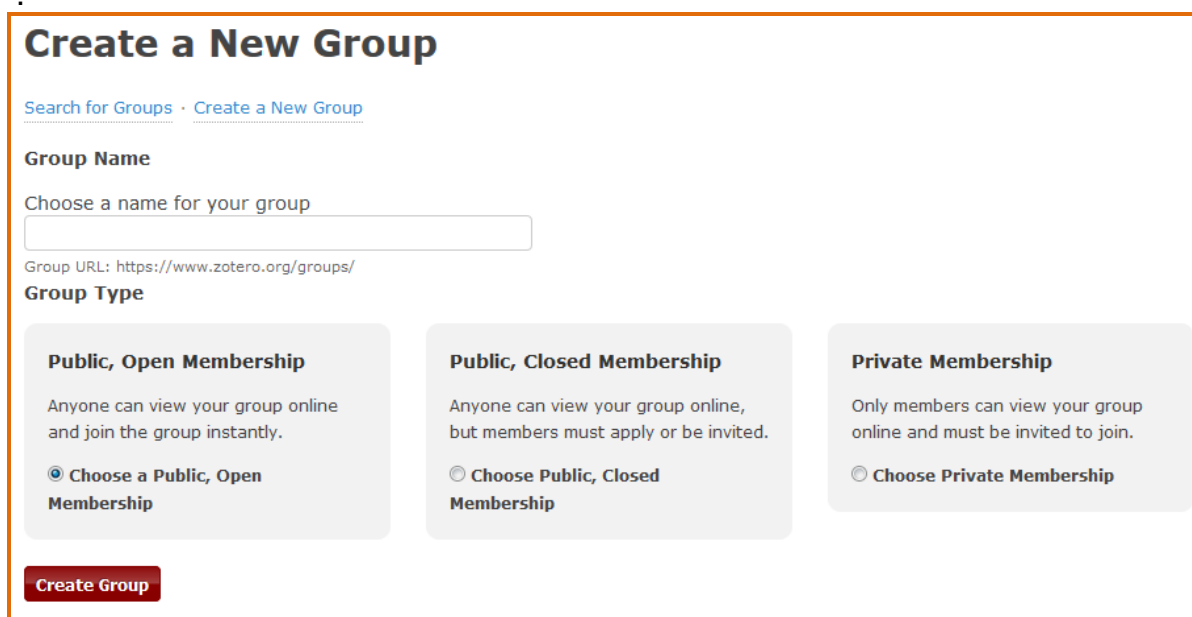 Create a New Group
Search for Groups · Create a New Group
Group Name
Choose a name for your group
Group URL: https://www.zotero.org/groups/
Group Type
Public, Open Membership
Anyone can view your group online
and join the group instantly.
Choose a Public, Open
Membership
Public, Closed Membership
Anyone can view your group online,
but members must apply or be invited.
Choose Public, Closed
Membership
Private Membership
Only members can view your group
online and must be invited to join.
Choose Private Membership
Create Group